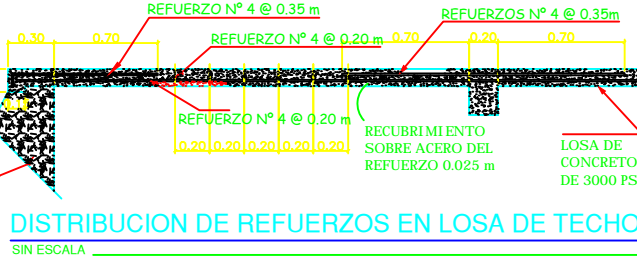 REFUERZO Nº 4 @ 0,35 m
REFUERZOS Nº 4 @ 0,35m
0.30 0.70
REFUERZO Nº 4 @ 0,20 m
0.70 0.20 0.70
REFUERZO Nº 4 @ 0,20 m
0.20 0.20 0.20 0.20 0.20
RECUBRIMIENTO
SOBRE ACERO DEL
REFUERZO 0.025 m
LOSA DE
CONCRETO
DE 3000 PS
DISTRIBUCION DE REFUERZOS EN LOSA DE TECHO
SIN ESCALA